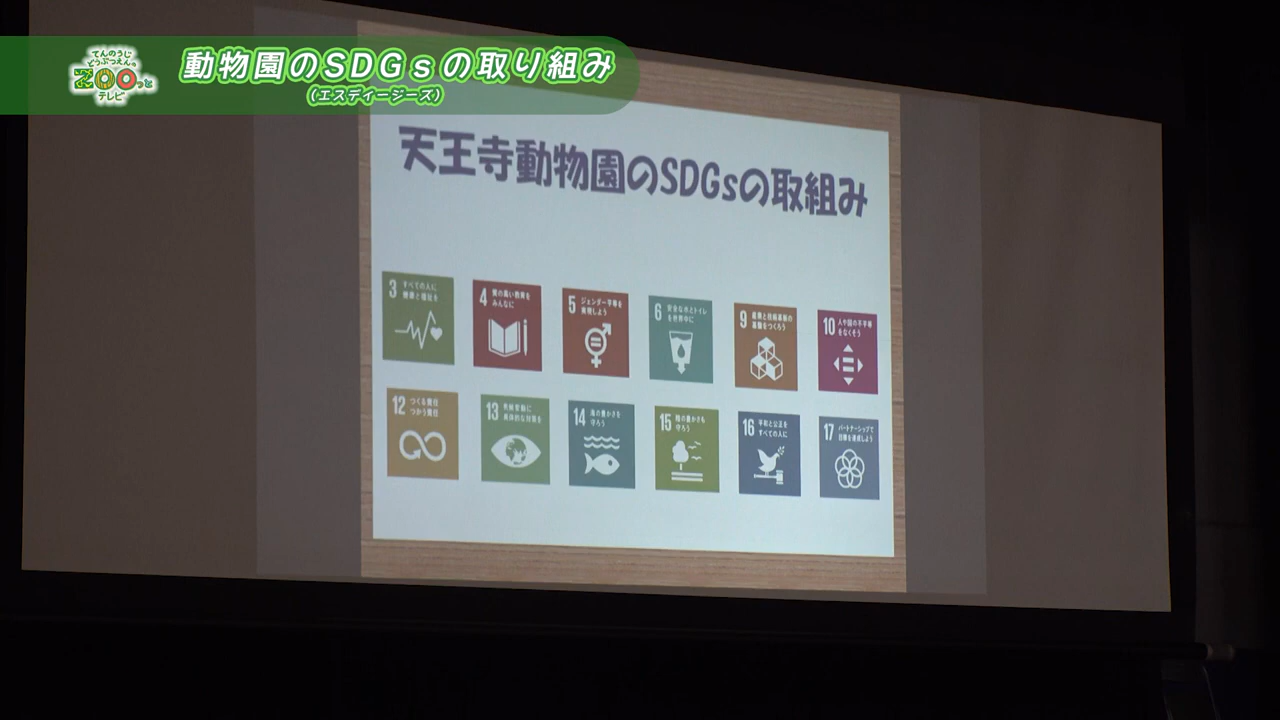 てんのうじ
どうぶつえんの
ZOOっと
テレビ
動物園のSDGsの取り組み
(エスディージーズ)
天王寺動物園のSDGsの取組み
3 すべての人に
健康と福祉を
4 質の高い教育を
みんなに
5 ジェンダー平等を
実現しよう
6 安全な水とトイレ
を世界中に
9 産業と技術革新の
基盤をつくろう
10 人や国の不平等
をなくそう
12 つくる責任
つかう責任
13 気候変動に
具体的な対策を
14 海の豊かさを
守ろう
15 陸の豊かさも
守ろう
16 平和と公正を
すべての人に
17 パートナーシップで
目標を達成しよう